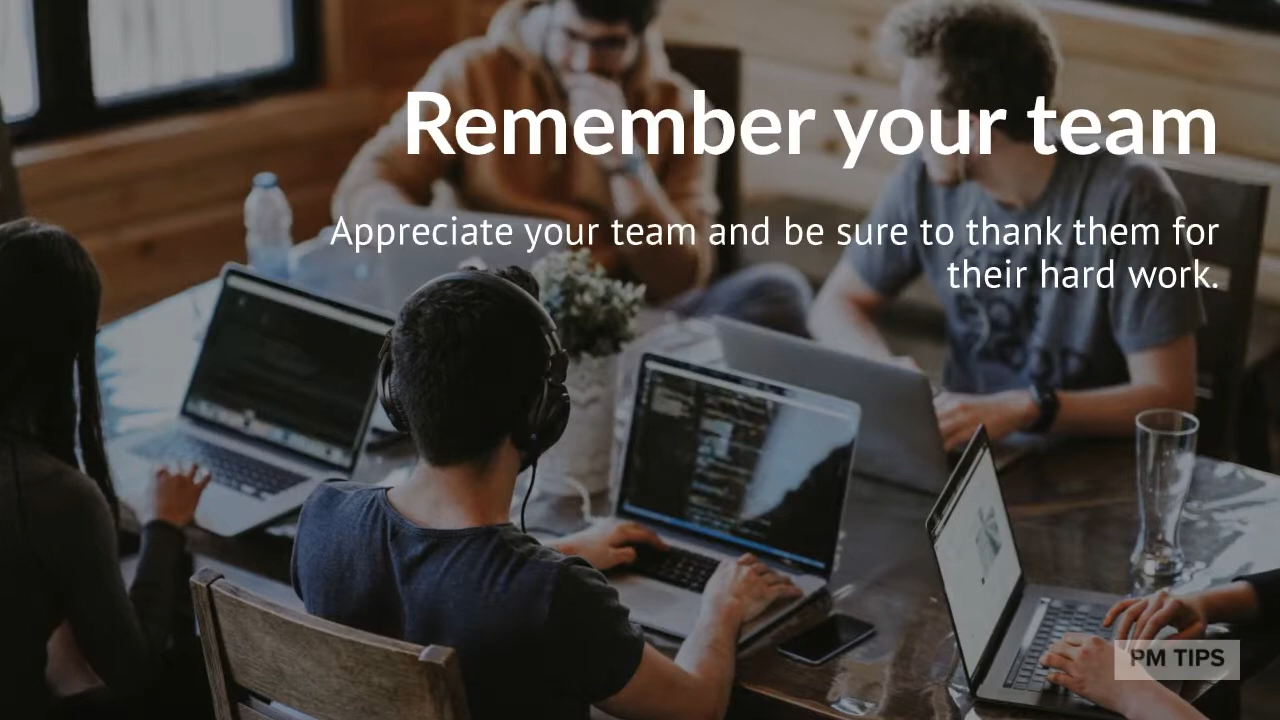 Remember your team
Appreciate your team and be sure to thank them for
their hard work.
PM TIPS